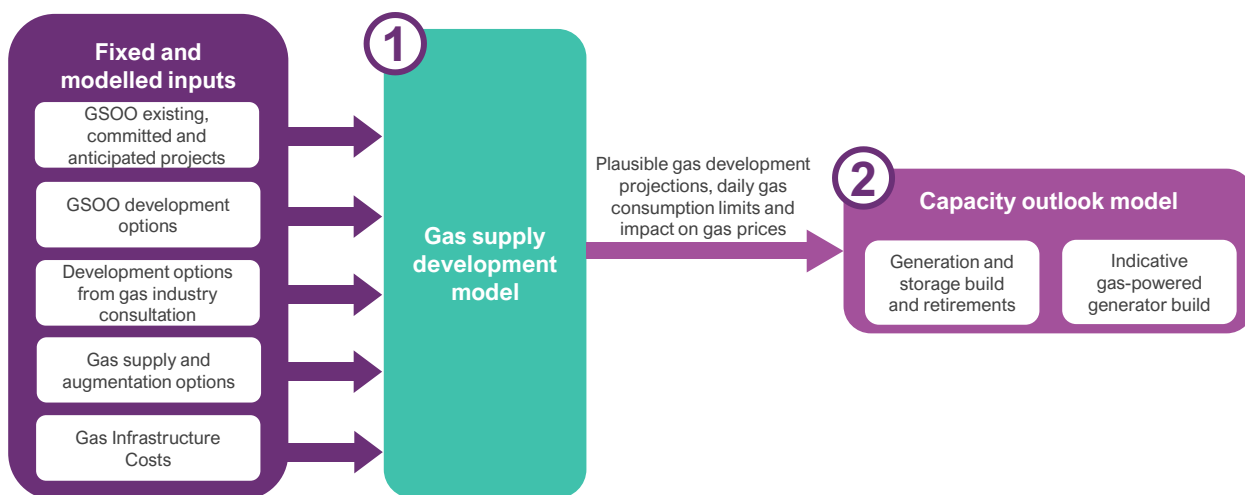 Fixed and
modelled inputs
GSOO existing,
committed and
anticipated projects
GSOO development
options
Development options
from gas industry
consultation
Gas supply and
augmentation options
Gas Infrastructure
Costs
1
Gas supply
development
model
Plausible gas development
projections, daily gas
consumption limits and
impact on gas prices
2
Capacity outlook model
Generation and
storage build
and retirements
Indicative
gas-powered
generator build